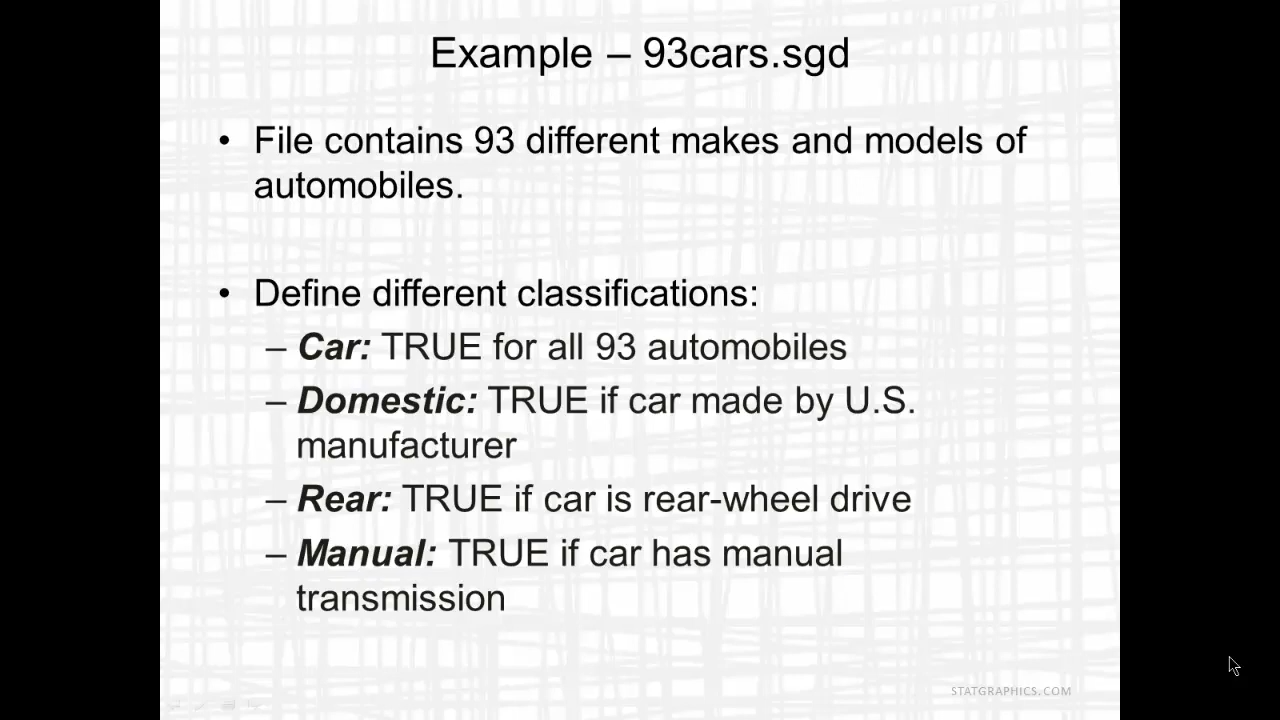 Example – 93cars.sgd
• File contains 93 different makes and models of
automobiles.
• Define different classifications:
– Car: TRUE for all 93 automobiles
– Domestic: TRUE if car made by U.S.
manufacturer
– Rear: TRUE if car is rear-wheel drive
– Manual: TRUE if car has manual
transmission
STATGRAPHICS.COM